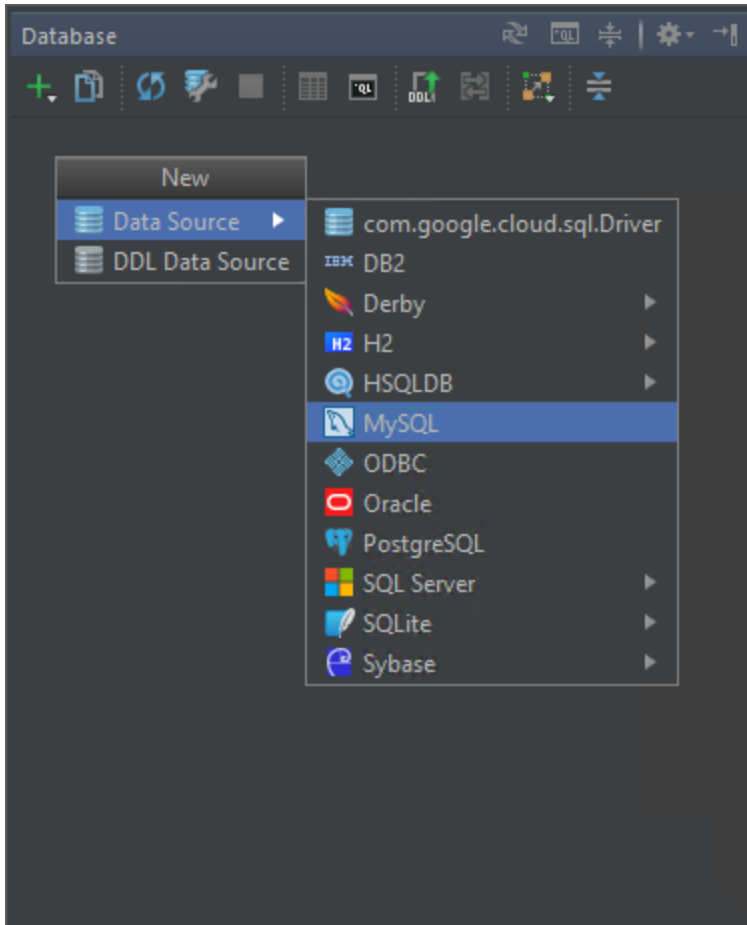 Database
DDL
New
Data Source
DDL Data Source
com.google.cloud.sql.Driver
IBM DB2
Derby
H2 H2
HSQLDB
MySQL
ODBC
Oracle
PostgreSQL
SQL Server
SQLite
Sybase